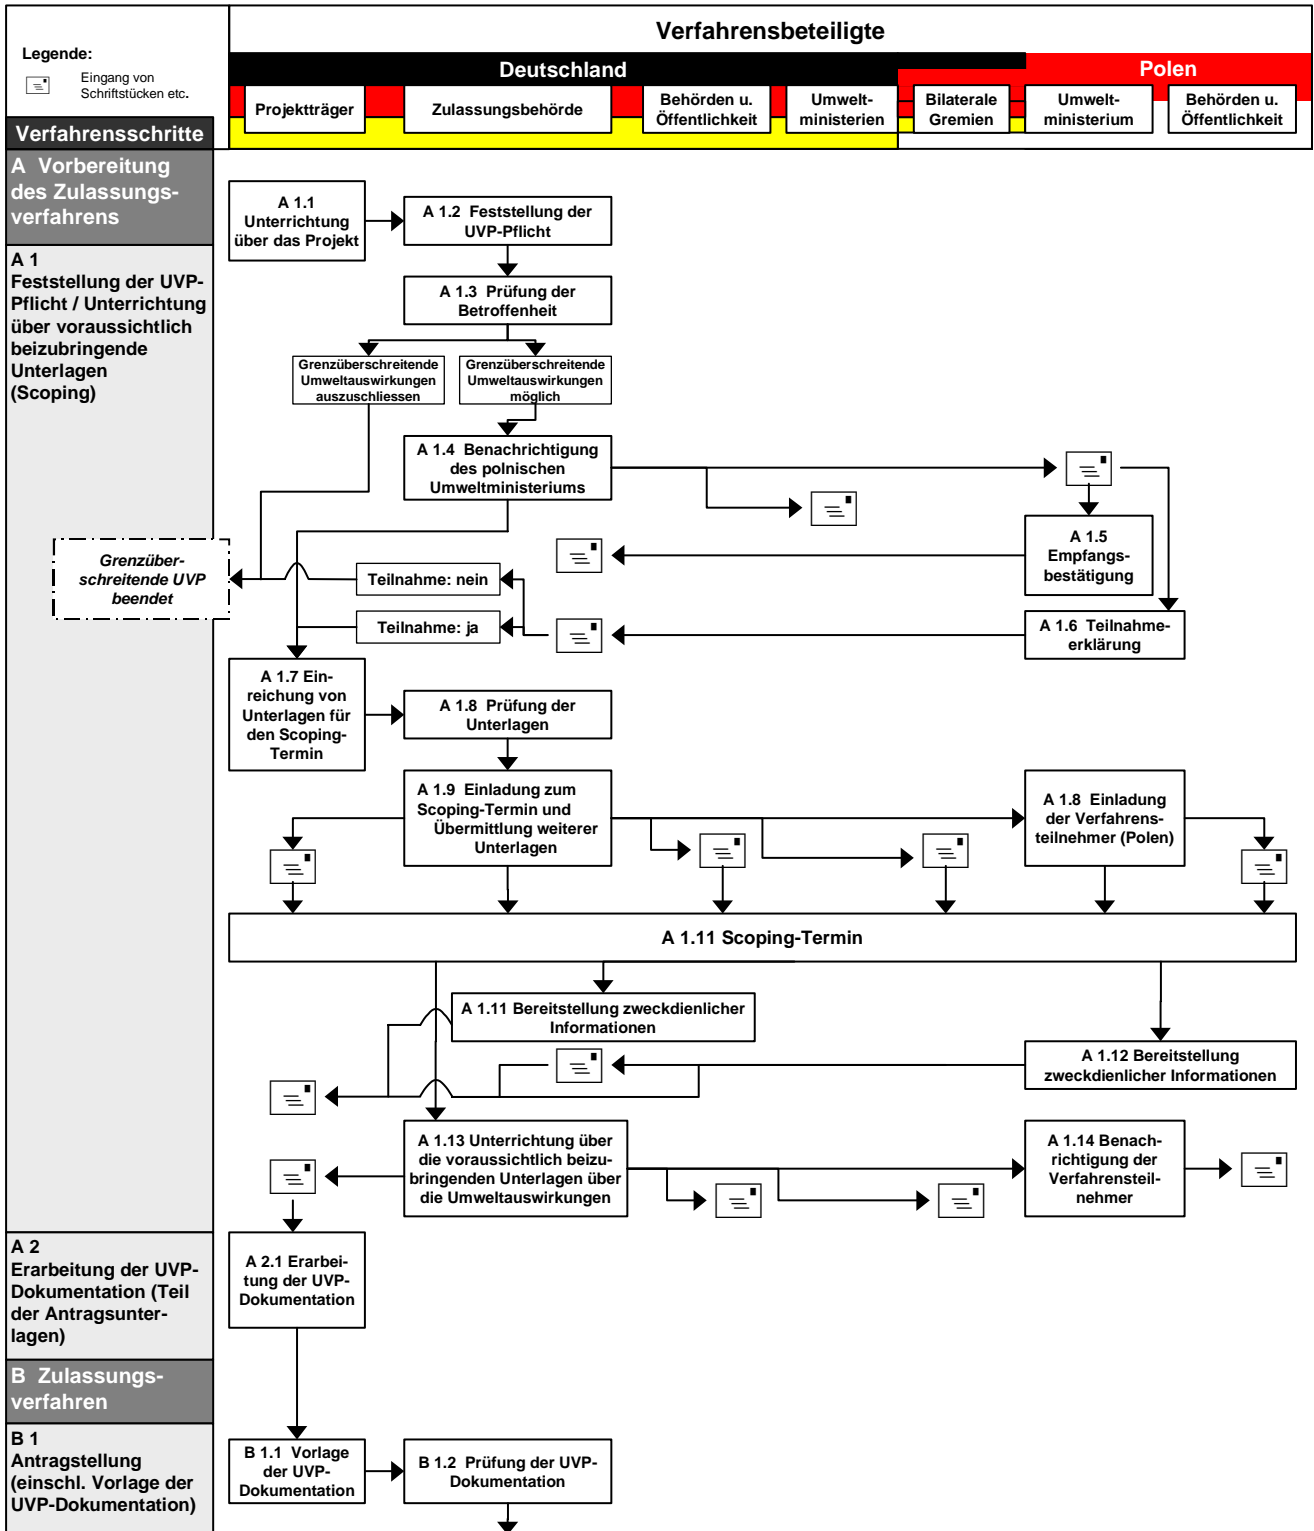 Verfahrensbeteiligte
Legende:
Eingang von
Schriftstücken etc.
Deutschland
Polen
Projektträger
Zulassungsbehörde
Behörden u.
Öffentlichkeit
Umwelt-
ministerien
Bilaterale
Gremien
Umwelt-
ministerium
Behörden u.
Öffentlichkeit
Verfahrensschritte
A Vorbereitung
des Zulassungs-
verfahrens
A 1
Feststellung der UVP-
Pflicht / Unterrichtung
über voraussichtlich
beizubringende
Unterlagen
(Scoping)
A 1.1
Unterrichtung
über das Projekt
A 1.2 Feststellung der
UVP-Pflicht
A 1.3 Prüfung der
Betroffenheit
Grenzüberschreitende
Umweltauswirkungen
auszuschliessen
Grenzüberschreitende
Umweltauswirkungen
möglich
A 1.4 Benachrichtigung
des polnischen
Umweltministeriums
A 1.5
Empfangs-
bestätigung
Grenzüber-
schreitende UVP
beendet
Teilnahme: nein
Teilnahme: ja
A 1.6 Teilnahme-
erklärung
A 1.7 Ein-
reichung von
Unterlagen für
den Scoping-
Termin
A 1.8 Prüfung der
Unterlagen
A 1.9 Einladung zum
Scoping-Termin und
Übermittlung weiterer
Unterlagen
A 1.8 Einladung
der Verfahrens-
teilnehmer (Polen)
A 1.11 Scoping-Termin
A 1.11 Bereitstellung zweckdienlicher
Informationen
A 1.12 Bereitstellung
zweckdienlicher Informationen
A 1.13 Unterrichtung über
die voraussichtlich beizu-
bringenden Unterlagen über
die Umweltauswirkungen
A 1.14 Benach-
richtigung der
Verfahrensteil-
nehmer
A 2
Erarbeitung der UVP-
Dokumentation (Teil
der Antragsunter-
lagen)
A 2.1 Erarbei-
tung der UVP-
Dokumentation
B Zulassungs-
verfahren
B 1
Antragstellung
(einschl. Vorlage der
UVP-Dokumentation)
B 1.1 Vorlage
der UVP-
Dokumentation
B 1.2 Prüfung der UVP-
Dokumentation